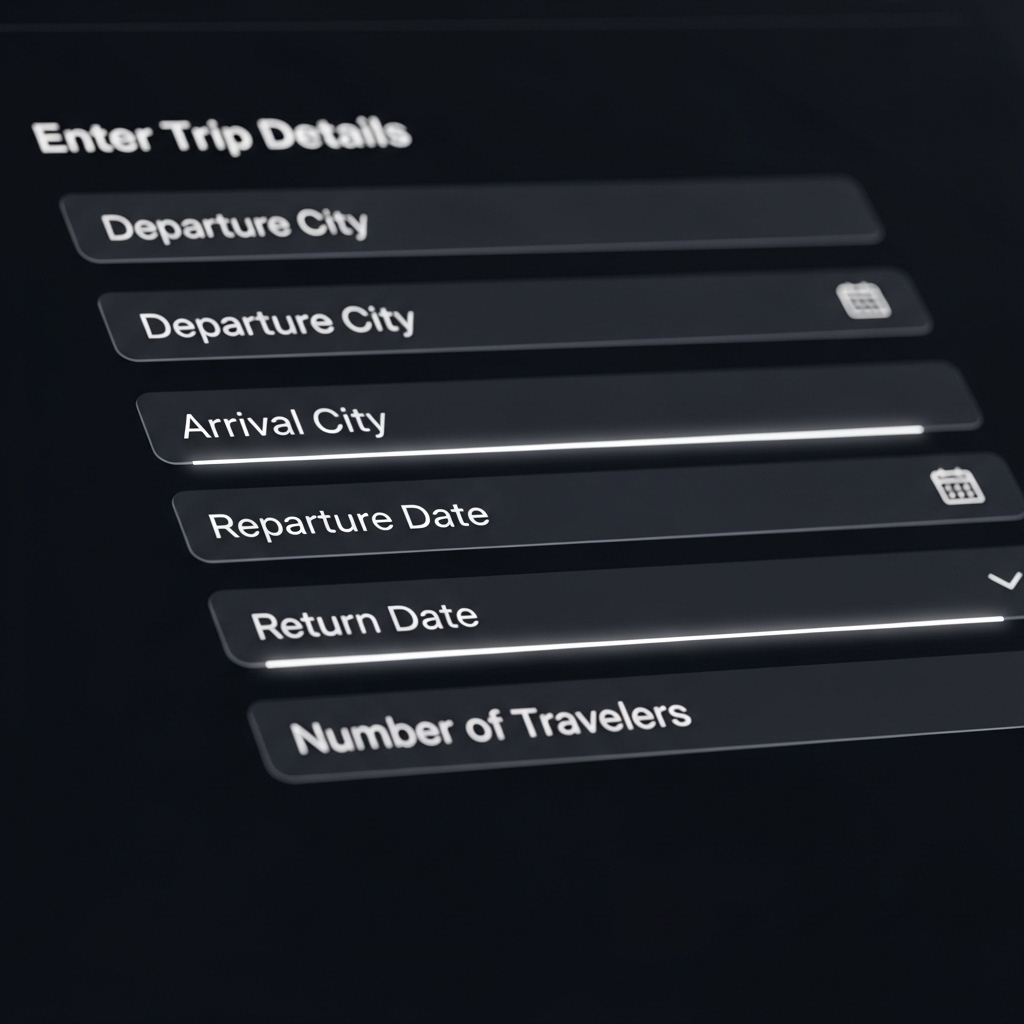 Enter Trip Details
Departure City
Departure City
Arrival City
Reparture Date
Return Date
Number of Travelers